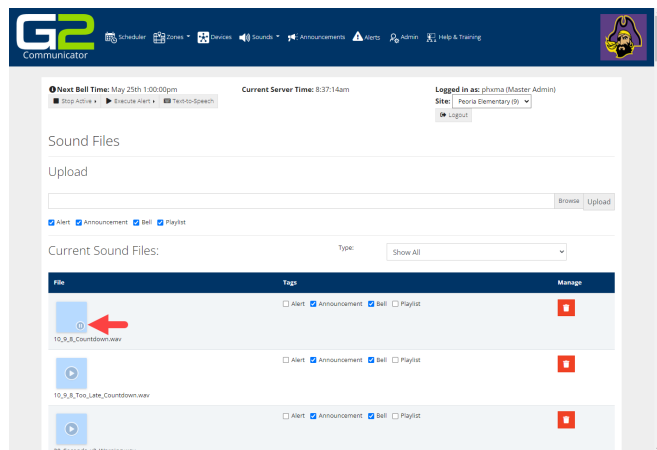 G2
Communicator
Scheduler Zones Devices Sounds Announcements Alerts Admin Help & Training
Next Bell Time: May 25th 1:00:00pm Current Server Time: 8:37:14am Logged in as: phxma (Master Admin)
Stop Active Execute Alert Text-to-Speech Site: Peoria Elementary (9)
Logout
Sound Files
Upload
Browse Upload
Alert Announcement Bell Playlist
Current Sound Files: Type: Show All
File Tags Manage
Alert Announcement Bell Playlist
10_9_8_Countdown.wav
Alert Announcement Bell Playlist
10_9_8_Too_Late_Countdown.wav
Alert Announcement Bell Playlist